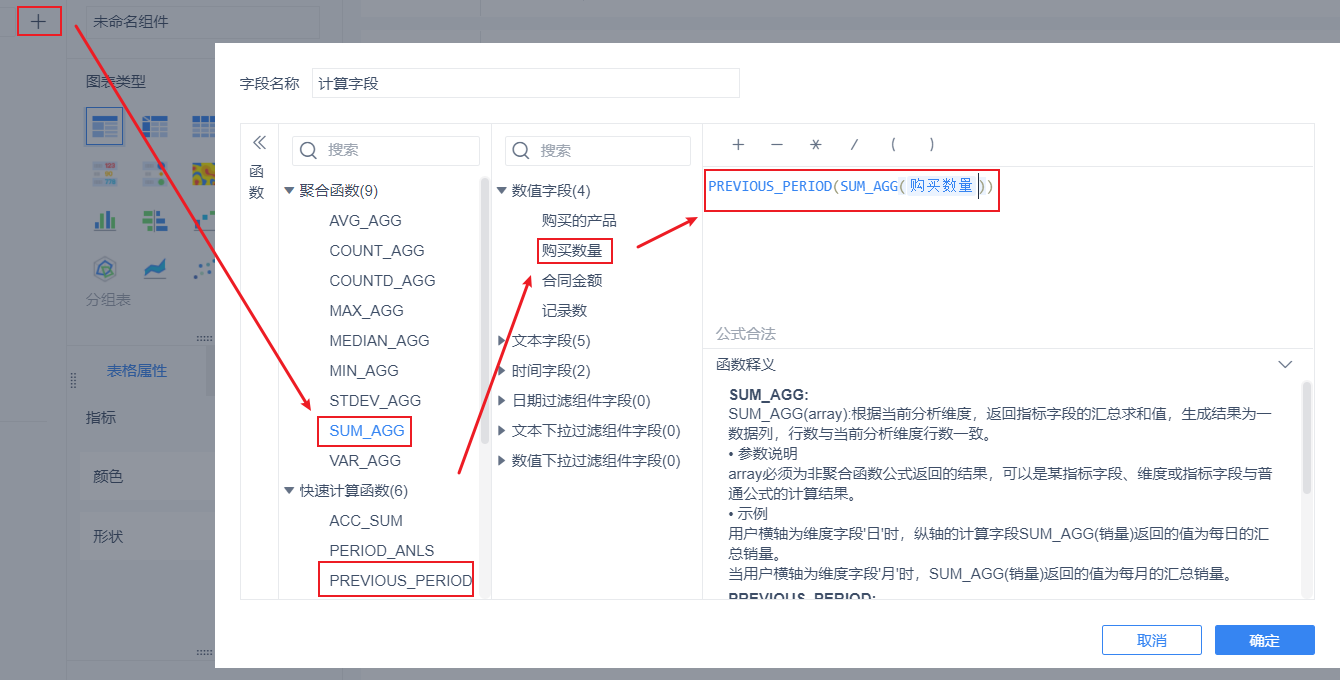 未命名组件
图表类型
分组表
表格属性
指标
颜色
形状
字段名称
计算字段
函数
搜索
聚合函数(9)
AVG_AGG
COUNT_AGG
COUNTD_AGG
MAX_AGG
MEDIAN_AGG
MIN_AGG
STDEV_AGG
SUM_AGG
VAR_AGG
快速计算函数(6)
ACC_SUM
PERIOD_ANLS
PREVIOUS_PERIOD
搜索
数值字段(4)
购买的产品
购买数量
合同金额
记录数
文本字段(5)
时间字段(2)
日期过滤组件字段(0)
文本下拉过滤组件字段(0)
数值下拉过滤组件字段(0)
+ − * / ( )
PREVIOUS_PERIOD(SUM_AGG(购买数量))
公式合法
函数释义
SUM_AGG:
SUM_AGG(array):根据当前分析维度，返回指标字段的汇总求和值，生成结果为一
数据列，行数与当前分析维度行数一致。
• 参数说明
array必须为非聚合函数公式返回的结果，可以是某指标字段、维度或指标字段与普
通公式的计算结果。
• 示例
用户横轴为维度字段'日'时，纵轴的计算字段SUM_AGG(销量)返回的值为每日的汇
总销量。
当用户横轴为维度字段'月'时，SUM_AGG(销量)返回的值为每月的汇总销量。
PREVIOUS_PERIOD:
取消
确定